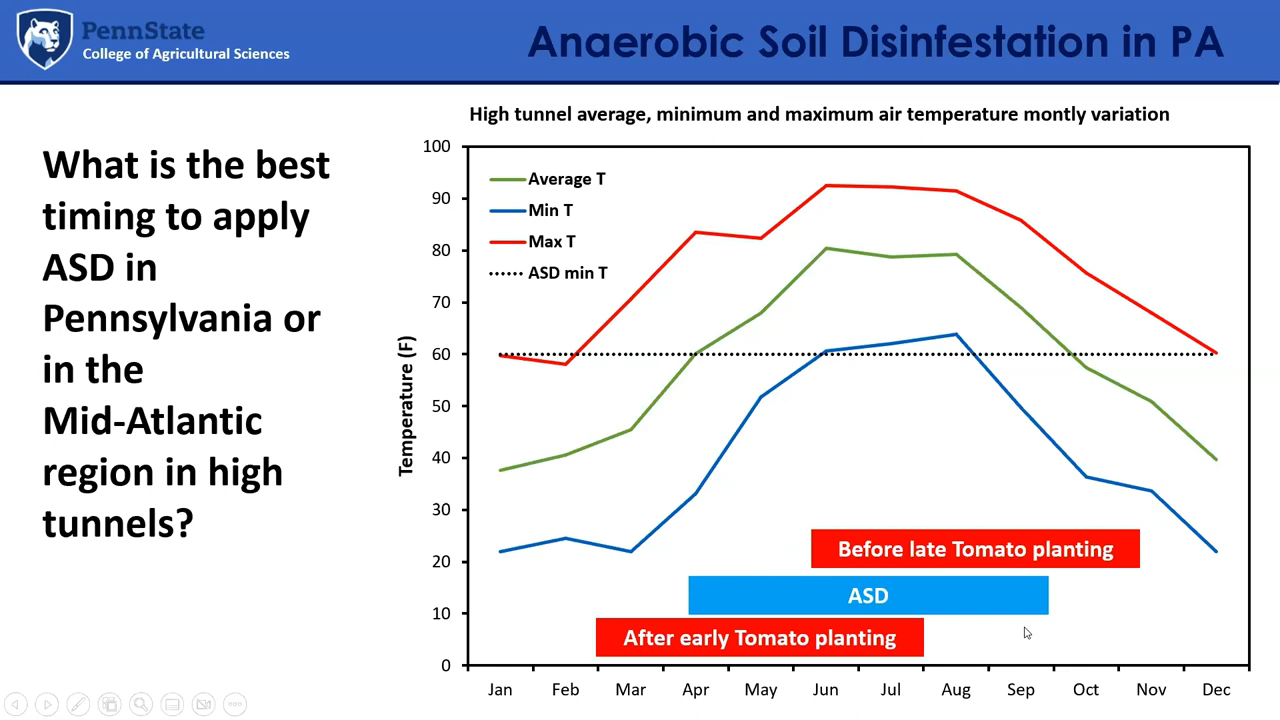 PennState
College of Agricultural Sciences
Anaerobic Soil Disinfestation in PA
What is the best
timing to apply
ASD in
Pennsylvania or
in the
Mid-Atlantic
region in high
tunnels?
High tunnel average, minimum and maximum air temperature montly variation
Temperature (F)
100
90
80
70
60
50
40
30
20
10
0
Average T
Min T
Max T
ASD min T
Before late Tomato planting
ASD
After early Tomato planting
Jan Feb Mar Apr May Jun Jul Aug Sep Oct Nov Dec